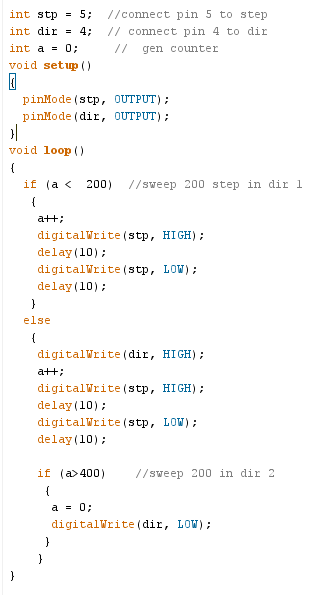 int stp = 5;  //connect pin 5 to step
int dir = 4;  // connect pin 4 to dir
int a = 0;     //  gen counter
void setup()
{
  pinMode(stp, OUTPUT);
  pinMode(dir, OUTPUT);
}
void loop()
{
  if (a <  200)  //sweep 200 step in dir 1
   {
    a++;
    digitalWrite(stp, HIGH);
    delay(10);
    digitalWrite(stp, LOW);
    delay(10);
   }
  else
   {
    digitalWrite(dir, HIGH);
    a++;
    digitalWrite(stp, HIGH);
    delay(10);
    digitalWrite(stp, LOW);
    delay(10);

    if (a>400)    //sweep 200 in dir 2
     {
      a = 0;
      digitalWrite(dir, LOW);
     }
    }
}